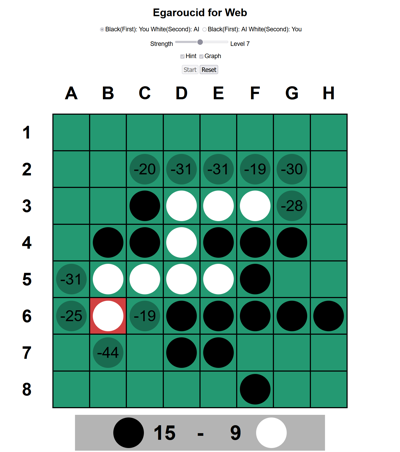 Egaroucid for Web
Black(First): You White(Second): AI Black(First): AI White(Second): You
Strength Level 7
Hint Graph
Start Reset
A B C D E F G H
1
2 -20 -31 -31 -19 -30
3 -28
4
5 -31
6 -25 -19
7 -44
8
15 - 9